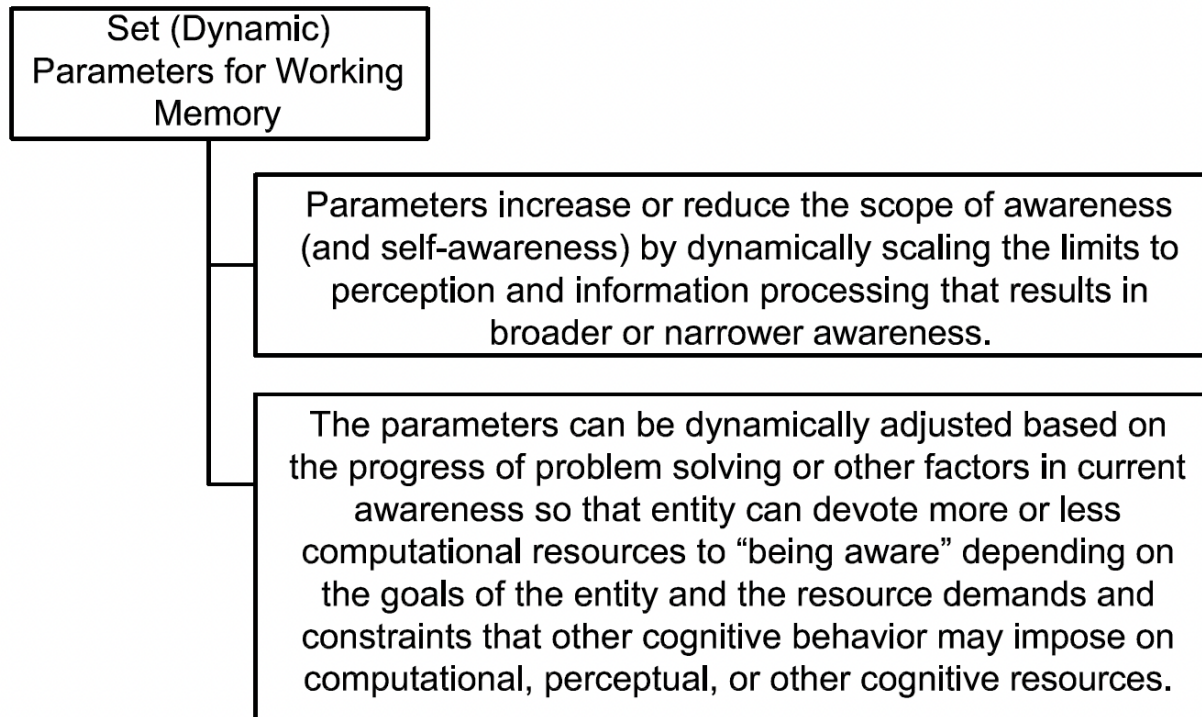 Set (Dynamic)
Parameters for Working
Memory
Parameters increase or reduce the scope of awareness
(and self-awareness) by dynamically scaling the limits to
perception and information processing that results in
broader or narrower awareness.
The parameters can be dynamically adjusted based on
the progress of problem solving or other factors in current
awareness so that entity can devote more or less
computational resources to “being aware” depending on
the goals of the entity and the resource demands and
constraints that other cognitive behavior may impose on
computational, perceptual, or other cognitive resources.